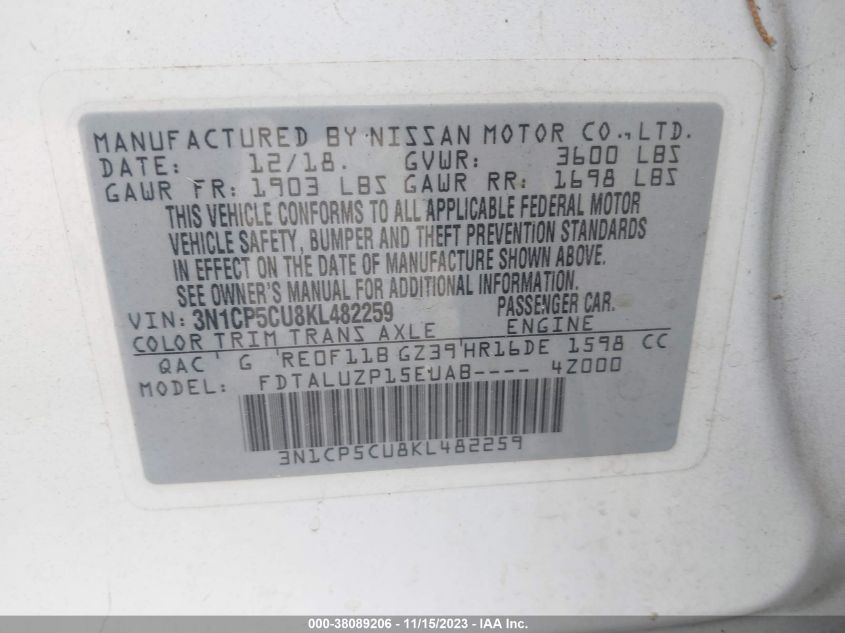 MANUFACTURED BY NISSAN MOTOR CO., LTD.
DATE: 12/18. GVWR: 3600 LBS
GAWR FR: 1903 LBS GAWR RR: 1698 LBS
THIS VEHICLE CONFORMS TO ALL APPLICABLE FEDERAL MOTOR
VEHICLE SAFETY, BUMPER AND THEFT PREVENTION STANDARDS
IN EFFECT ON THE DATE OF MANUFACTURE SHOWN ABOVE.
SEE OWNER'S MANUAL FOR ADDITIONAL INFORMATION.
VIN: 3N1CP5CU8KL482259 PASSENGER CAR.
COLOR TRIM TRANS AXLE ENGINE
QAC G RE0F11B GZ39 HR16DE 1598 CC
MODEL: FDTALUZP15EUAB---- 4Z000
3N1CP5CU8KL482259
000-38089206 - 11/15/2023 - IAA Inc.